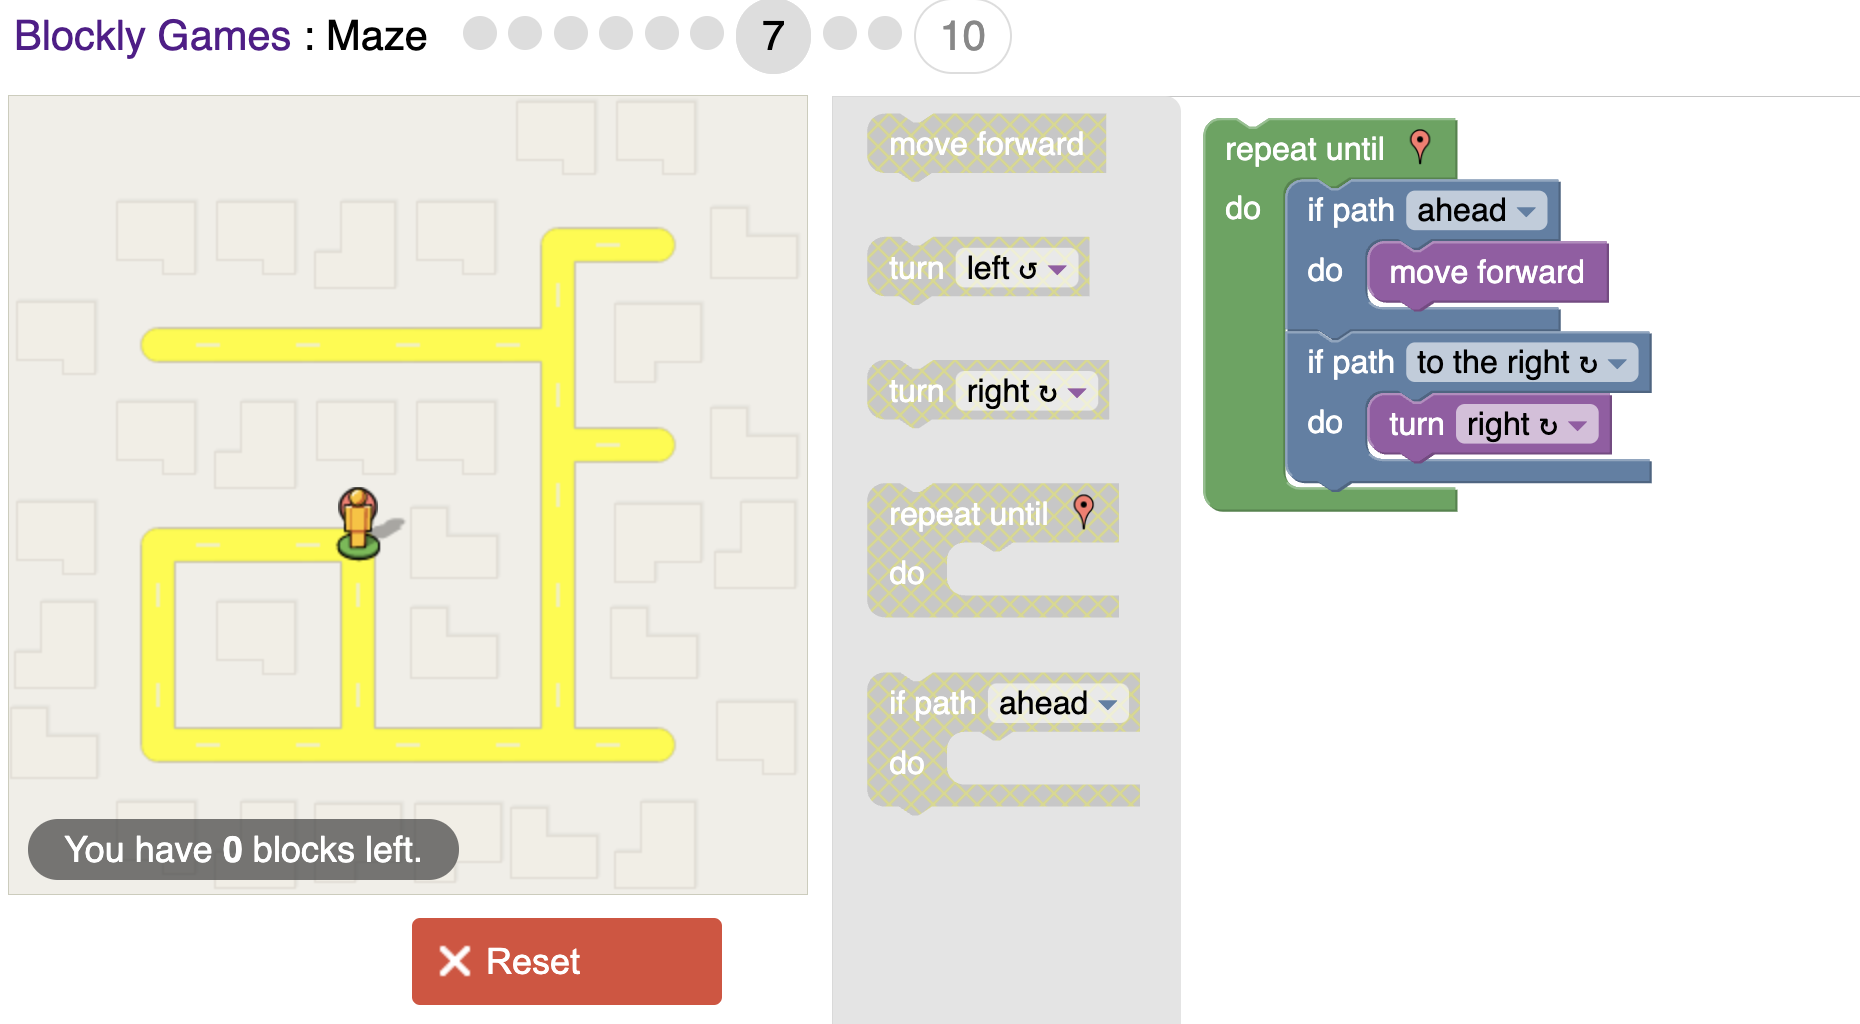 Blockly Games : Maze 7 10
move forward
turn left ↺
turn right ↻
repeat until
do
if path ahead
do
repeat until
do
if path ahead
do
move forward
if path to the right ↻
do
turn right ↻
You have 0 blocks left.
Reset